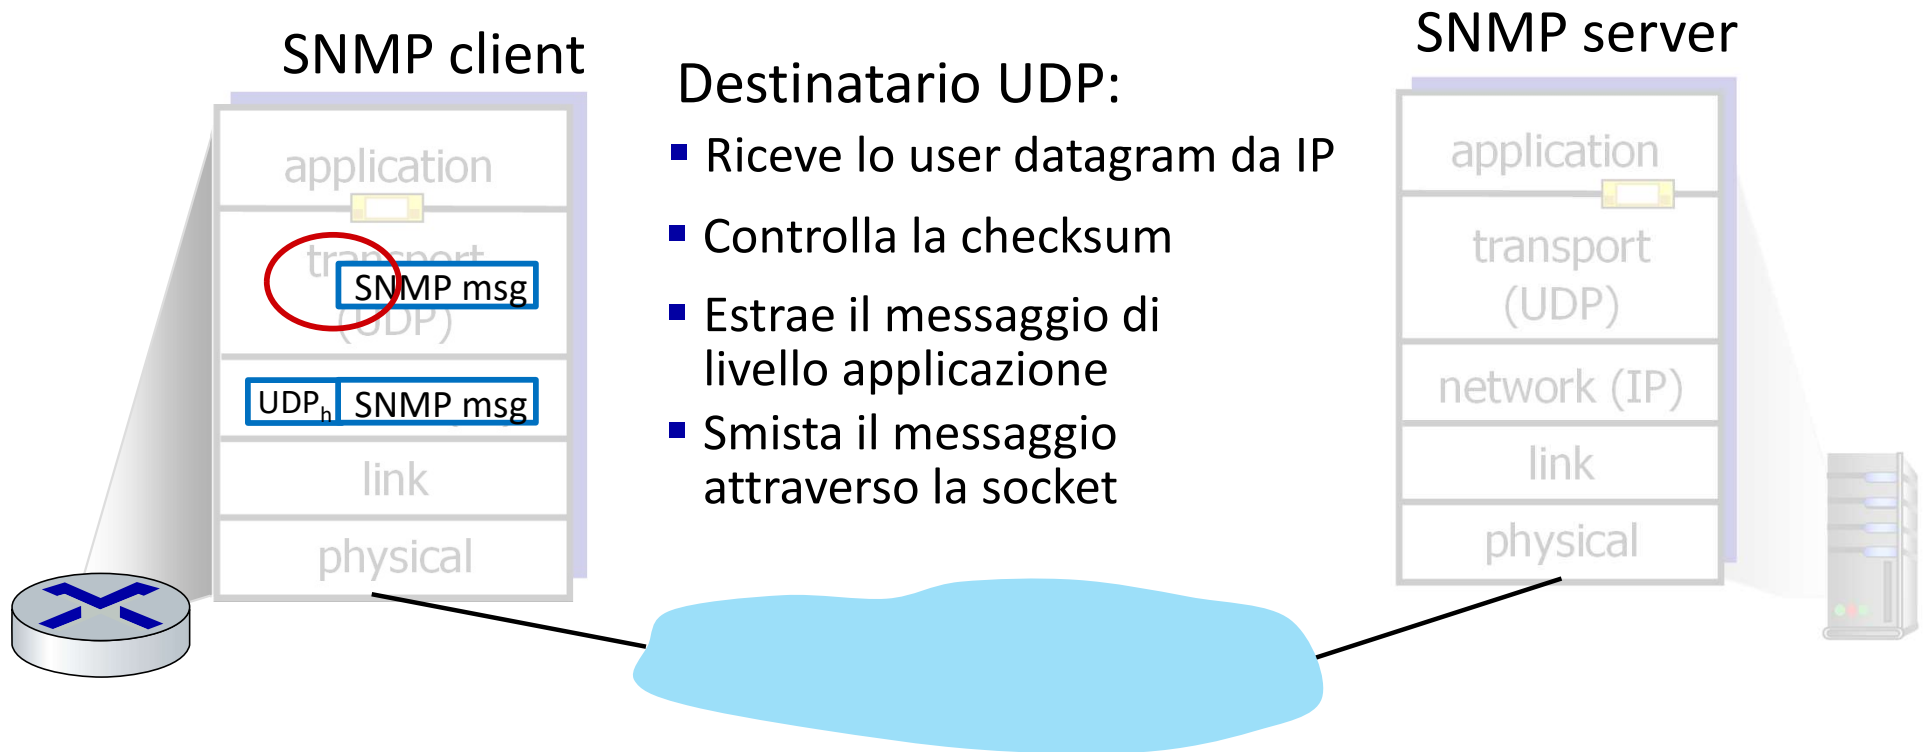 SNMP client
application
transport
SNMP msg
(UDP)
UDPh SNMP msg
link
physical
Destinatario UDP:
Riceve lo user datagram da IP
Controlla la checksum
Estrae il messaggio di
livello applicazione
Smista il messaggio
attraverso la socket
SNMP server
application
transport
(UDP)
network (IP)
link
physical